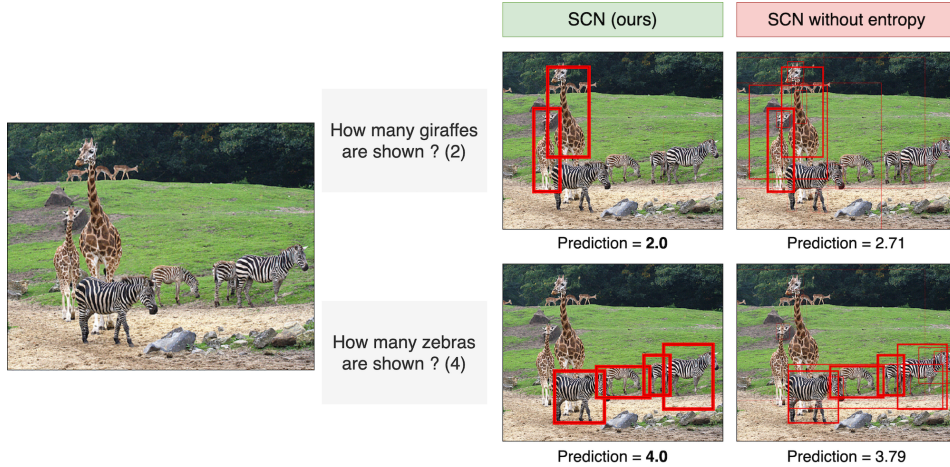 SCN (ours)
SCN without entropy
How many giraffes
are shown ? (2)
Prediction = 2.0
Prediction = 2.71
How many zebras
are shown ? (4)
Prediction = 4.0
Prediction = 3.79